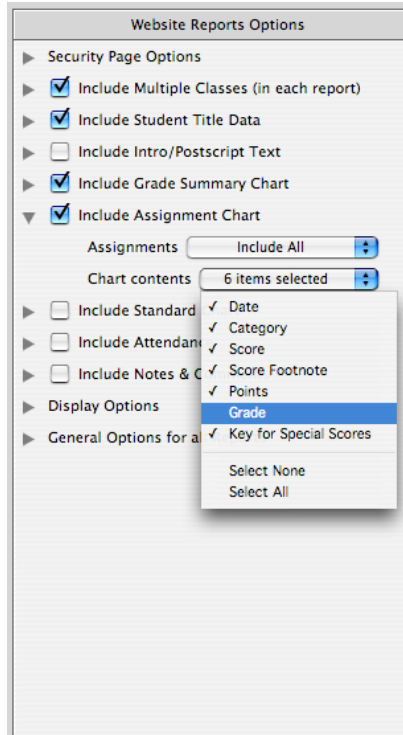 Website Reports Options
Security Page Options
Include Multiple Classes (in each report)
Include Student Title Data
Include Intro/Postscript Text
Include Grade Summary Chart
Include Assignment Chart
Assignments Include All
Chart contents 6 items selected
Include Standard
✓ Date
✓ Category
Include Attendan
✓ Score
✓ Score Footnote
Include Notes & C
✓ Points
Display Options
Grade
General Options for al
✓ Key for Special Scores
Select None
Select All